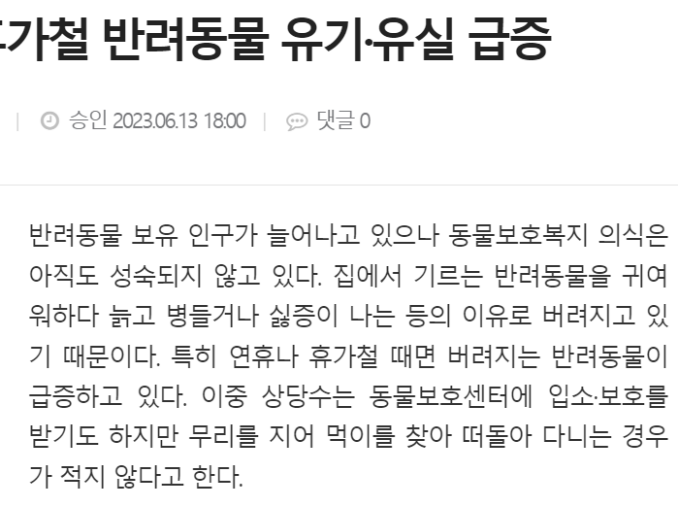 가철 반려동물 유기·유실 급증
승인 2023.06.13 18:00 댓글 0
반려동물 보유 인구가 늘어나고 있으나 동물보호복지 의식은
아직도 성숙되지 않고 있다. 집에서 기르는 반려동물을 귀여
워하다 늙고 병들거나 싫증이 나는 등의 이유로 버려지고 있
기 때문이다. 특히 연휴나 휴가철 때면 버려지는 반려동물이
급증하고 있다. 이중 상당수는 동물보호센터에 입소·보호를
받기도 하지만 무리를 지어 먹이를 찾아 떠돌아 다니는 경우
가 적지 않다고 한다.